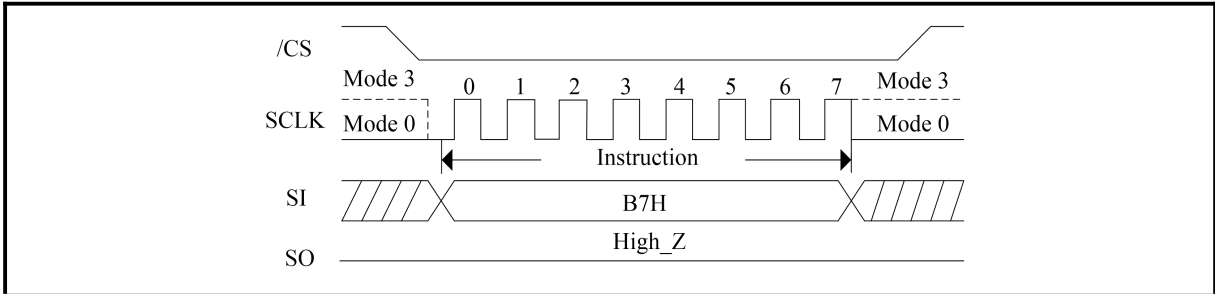 /CS
Mode 3 0 1 2 3 4 5 6 7 Mode 3
SCLK Mode 0 Mode 0
Instruction
SI B7H
High_Z
SO